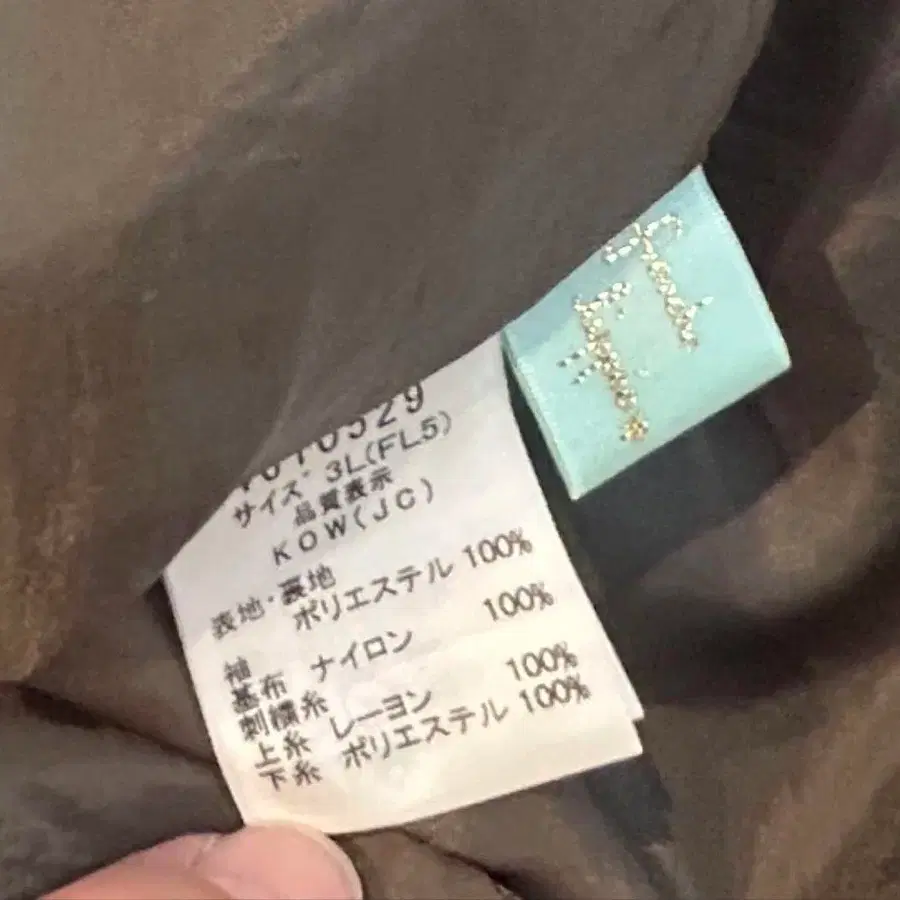 サイズ 3L(FL5)
品質表示
KOW(JC)
表地・裏地
ポリエステル 100%
袖
基布 ナイロン 100%
刺繍糸
上糸 レーヨン 100%
下糸 ポリエステル 100%